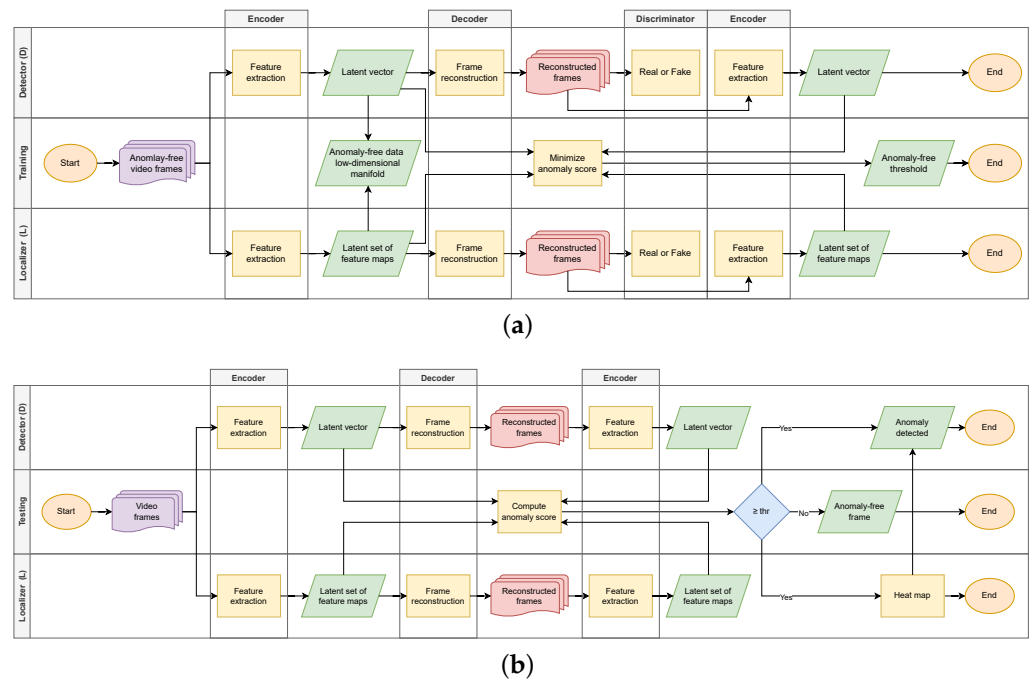 Encoder
Decoder
Discriminator
Encoder
Detector (D)
Feature
extraction
Latent vector
Frame
reconstruction
Reconstructed
frames
Real or Fake
Feature
extraction
Latent vector
End
Training
Start
Anomlay-free
video frames
Anomaly-free data
low-dimensional
manifold
Minimize
anomaly score
Anomaly-free
threshold
End
Localizer (L)
Feature
extraction
Latent set of
feature maps
Frame
reconstruction
Reconstructed
frames
Real or Fake
Feature
extraction
Latent set of
feature maps
End
(a)
Encoder
Decoder
Encoder
Detector (D)
Feature
extraction
Latent vector
Frame
reconstruction
Reconstructed
frames
Feature
extraction
Latent vector
Yes
Anomaly
detected
End
Testing
Start
Video
frames
Compute
anomaly score
≥ thr
No
Anomaly-free
frame
End
Localizer (L)
Feature
extraction
Latent set of
feature maps
Frame
reconstruction
Reconstructed
frames
Feature
extraction
Latent set of
feature maps
Yes
Heat map
End
(b)